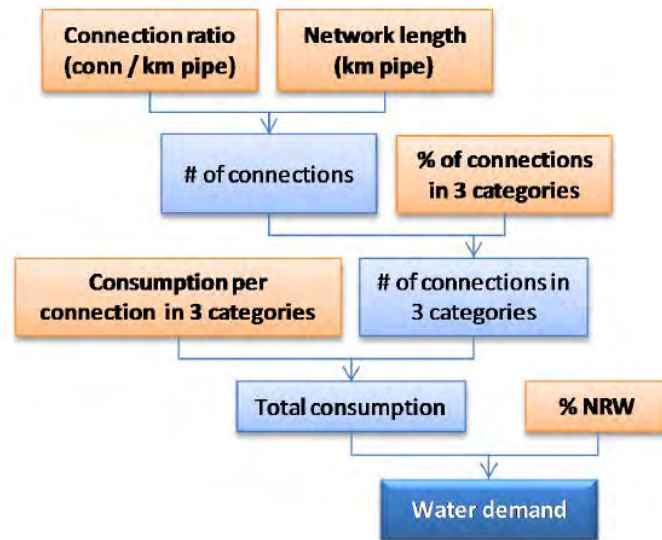 Connection ratio
(conn / km pipe)
Network length
(km pipe)
# of connections
% of connections
in 3 categories
Consumption per
connection in 3 categories
# of connections in
3 categories
Total consumption
% NRW
Water demand